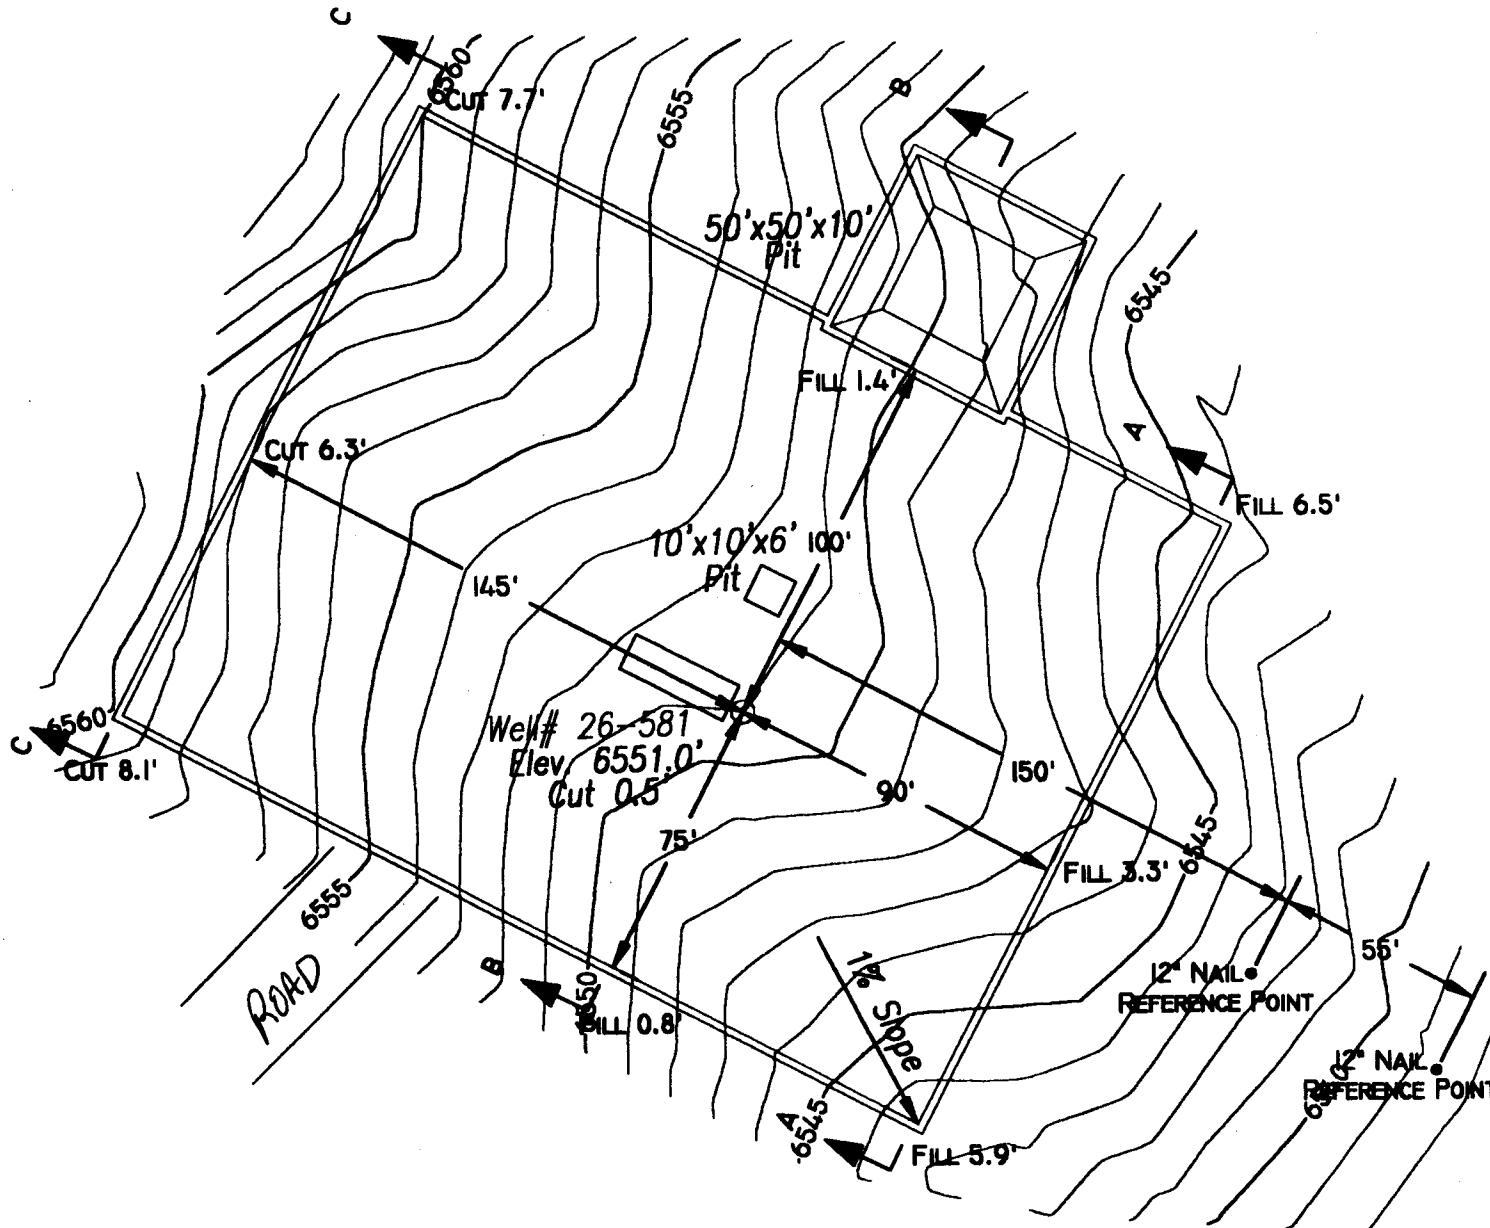 C
6560
CUT 7.7'
6555
B
50'x50'x10'
Pit
6545
FILL 1.4'
A
CUT 6.3'
FILL 6.5'
10'x10'x6'
Pit
100'
145'
6560
C
CUT 8.1'
Well# 26-581
Elev. 6551.0'
Cut 0.5'
150'
90'
75'
6545
FILL 3.3'
6555
ROAD
B
6550
FILL 0.8'
1% Slope
12" NAIL
REFERENCE POINT
55'
12" NAIL
REFERENCE POINT
A
6545
FILL 5.9'